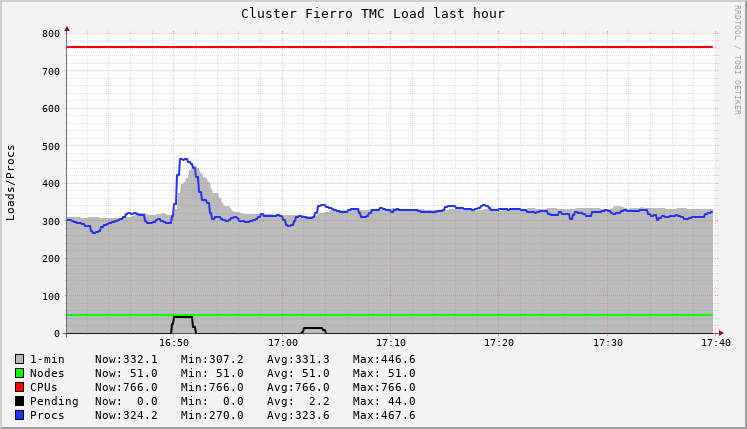 Cluster Fierro TMC Load last hour
RRDTOOL / TOBI OETIKER
Loads/Procs
800
700
600
500
400
300
200
100
0
16:50 17:00 17:10 17:20 17:30 17:40
1-min Now:332.1 Min:307.2 Avg:331.3 Max:446.6
Nodes Now: 51.0 Min: 51.0 Avg: 51.0 Max: 51.0
CPUs Now:766.0 Min:766.0 Avg:766.0 Max:766.0
Pending Now: 0.0 Min: 0.0 Avg: 2.2 Max: 44.0
Procs Now:324.2 Min:270.0 Avg:323.6 Max:467.6